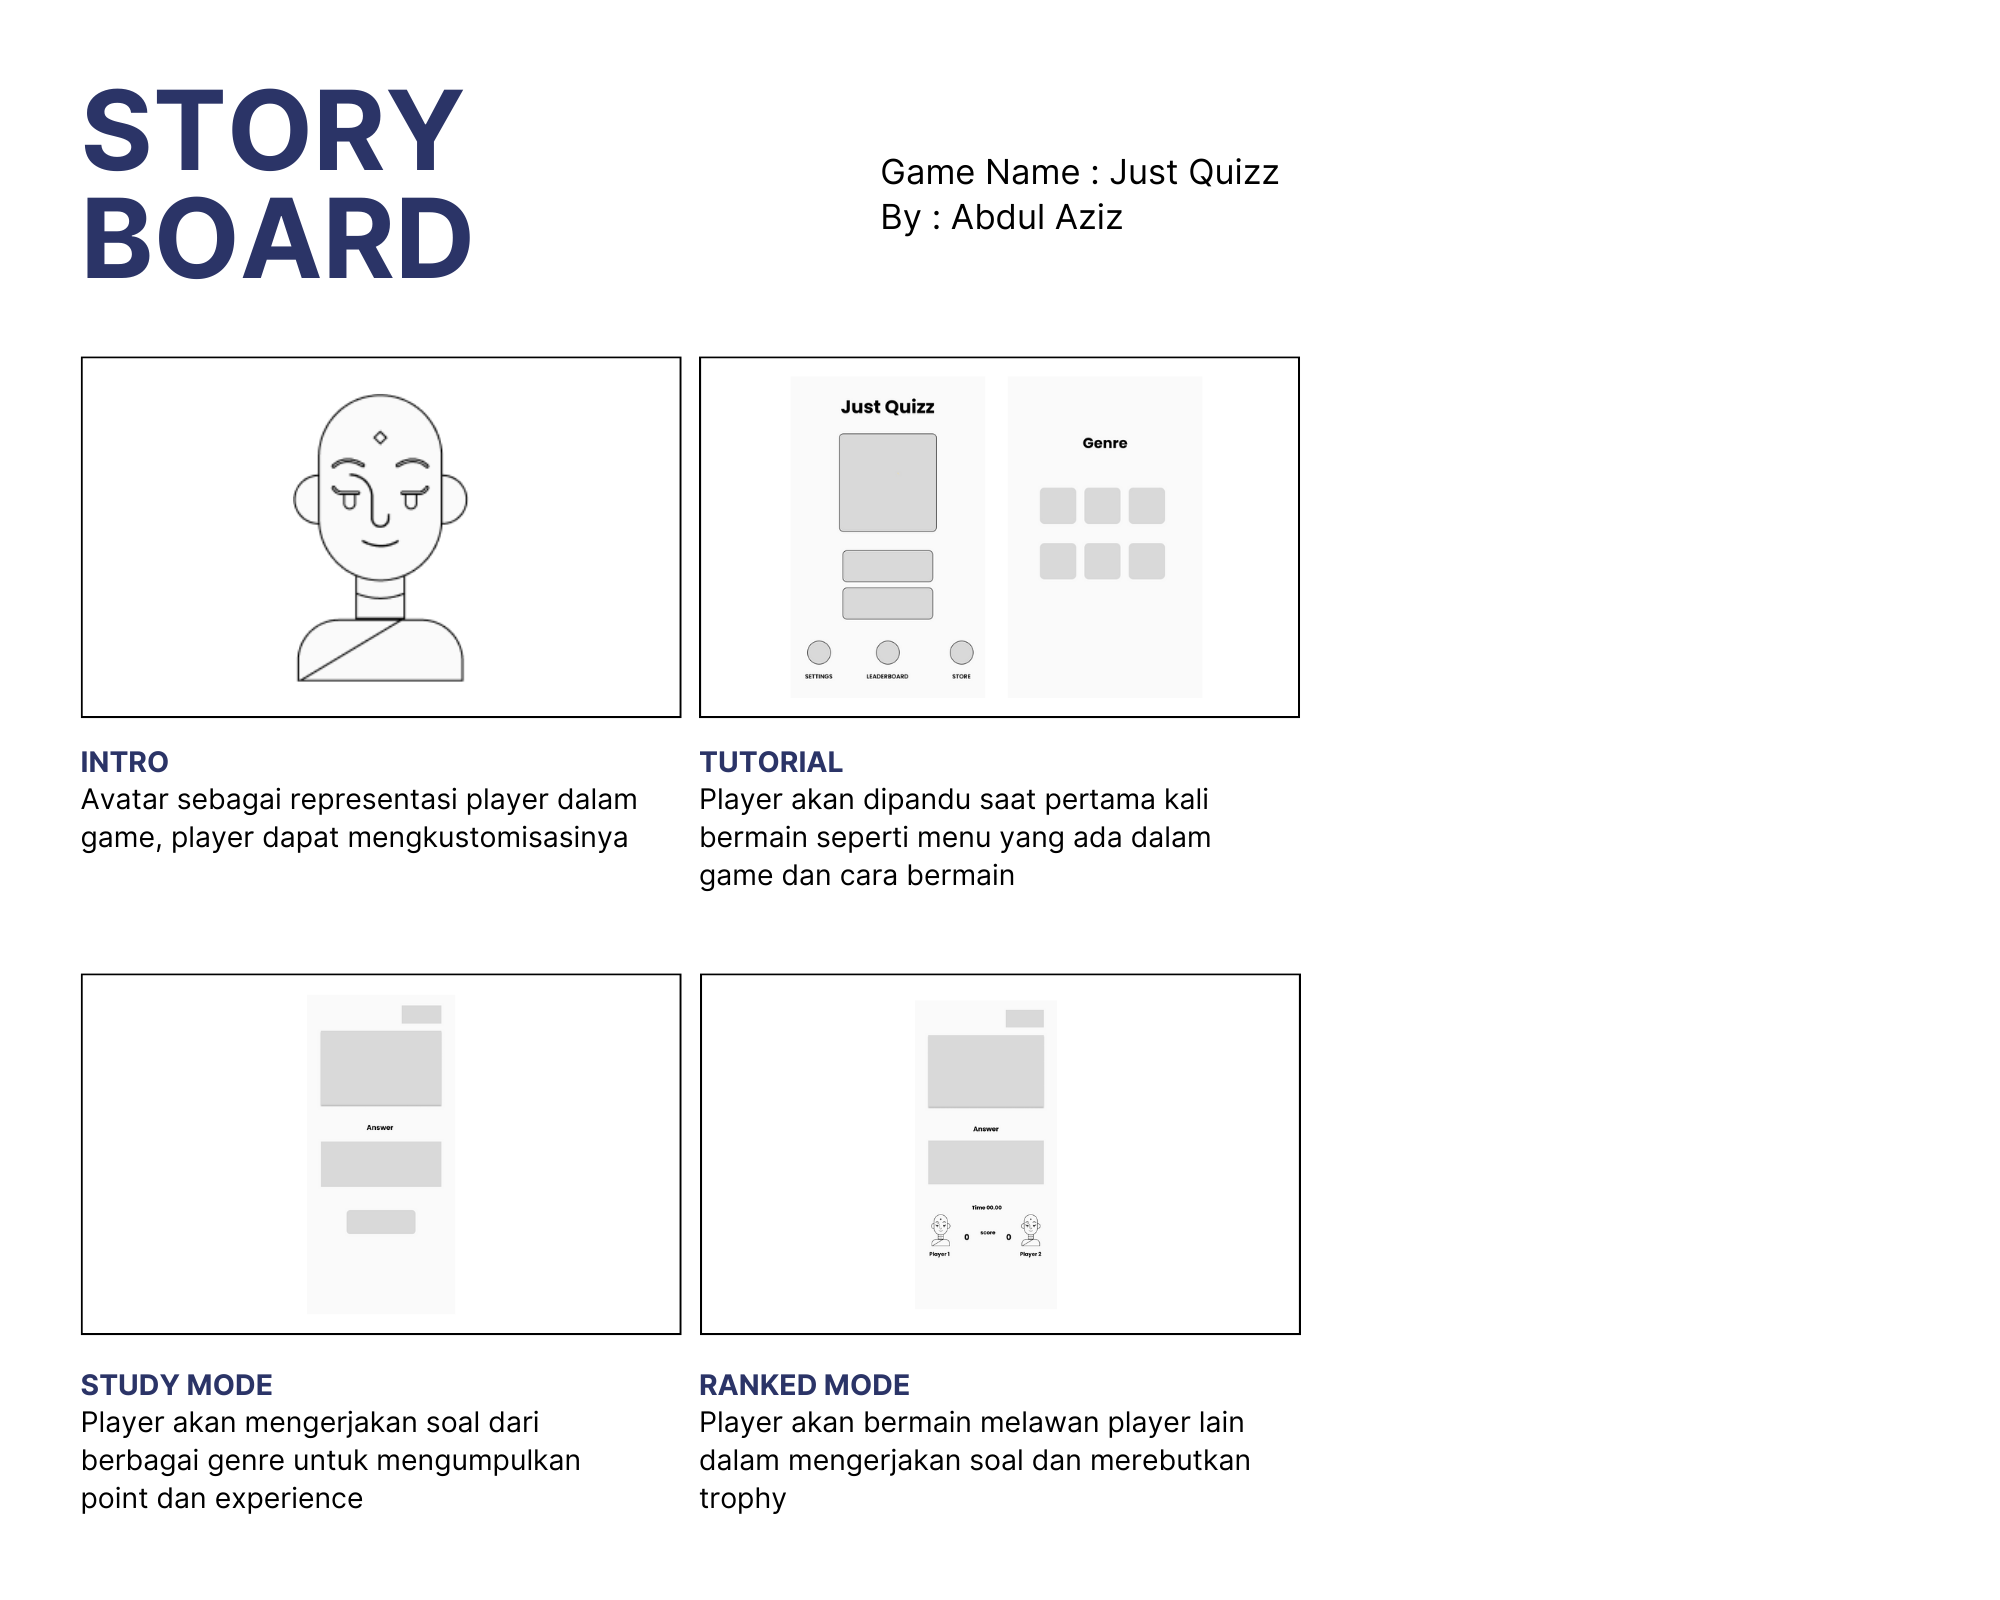 STORY
BOARD
Game Name : Just Quizz
By : Abdul Aziz
Just Quizz
SETTINGS
LEADERBOARD
STORE
Genre
INTRO
Avatar sebagai representasi player dalam
game, player dapat mengkustomisasinya
TUTORIAL
Player akan dipandu saat pertama kali
bermain seperti menu yang ada dalam
game dan cara bermain
Answer
Answer
Time 00.00
0
score
0
Player 1
Player 2
STUDY MODE
Player akan mengerjakan soal dari
berbagai genre untuk mengumpulkan
point dan experience
RANKED MODE
Player akan bermain melawan player lain
dalam mengerjakan soal dan merebutkan
trophy